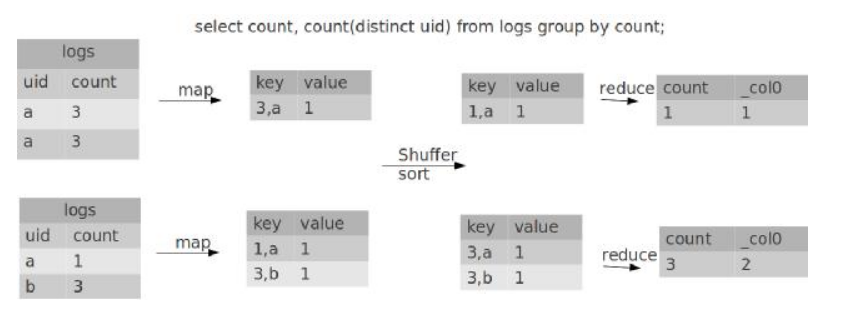 select count, count(distinct uid) from logs group by count;
logs
uid count
a 3
a 3
map
key value
3,a 1
Shuffer
sort
key value
1,a 1
reduce
count _col0
1 1
logs
uid count
a 1
b 3
map
key value
1,a 1
3,b 1
key value
3,a 1
3,b 1
reduce
count _col0
3 2